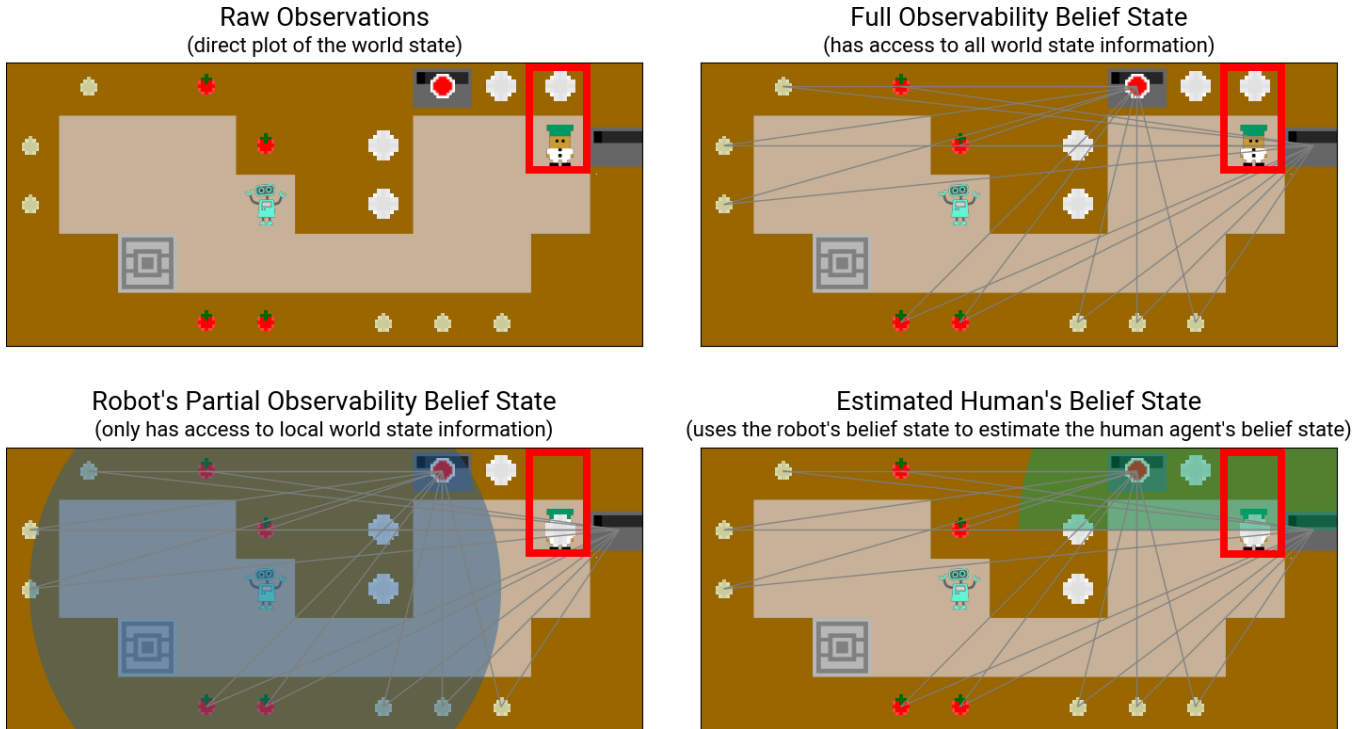 Raw Observations
(direct plot of the world state)
Full Observability Belief State
(has access to all world state information)
Robot's Partial Observability Belief State
(only has access to local world state information)
Estimated Human's Belief State
(uses the robot's belief state to estimate the human agent's belief state)